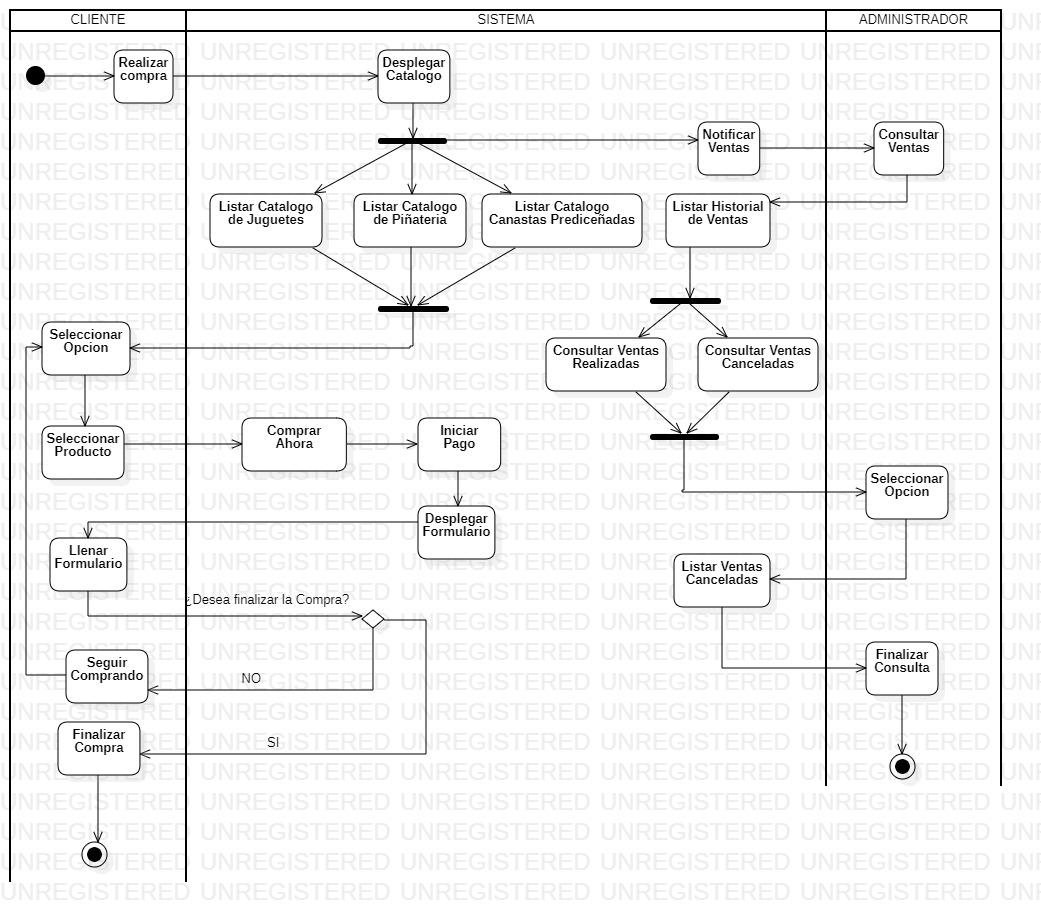 CLIENTE
SISTEMA
ADMINISTRADOR
Realizar
compra
Desplegar
Catalogo
Notificar
Ventas
Consultar
Ventas
Listar Catalogo
de Juguetes
Listar Catalogo
de Piñateria
Listar Catalogo
Canastas Prediceñadas
Listar Historial
de Ventas
Seleccionar
Opcion
Consultar Ventas
Realizadas
Consultar Ventas
Canceladas
Seleccionar
Producto
Comprar
Ahora
Iniciar
Pago
Seleccionar
Opcion
Desplegar
Formulario
Llenar
Formulario
Listar Ventas
Canceladas
¿Desea finalizar la Compra?
Seguir
Comprando
NO
Finalizar
Consulta
Finalizar
Compra
SI
UNREGISTERED